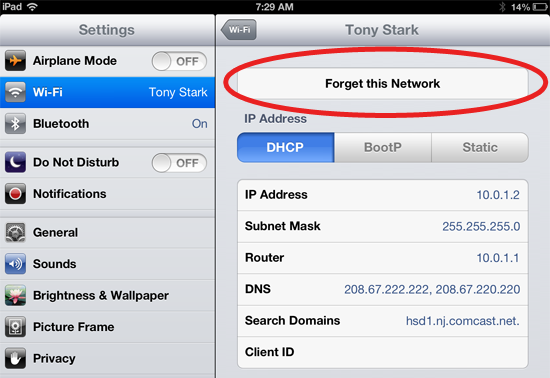 iPad 7:29 AM 14%
Settings
Airplane Mode OFF
Wi-Fi Tony Stark
Bluetooth On
Do Not Disturb OFF
Notifications
General
Sounds
Brightness & Wallpaper
Picture Frame
Privacy
Wi-Fi Tony Stark
Forget this Network
IP Address
DHCP BootP Static
IP Address 10.0.1.2
Subnet Mask 255.255.255.0
Router 10.0.1.1
DNS 208.67.222.222, 208.67.220.220
Search Domains hsd1.nj.comcast.net.
Client ID